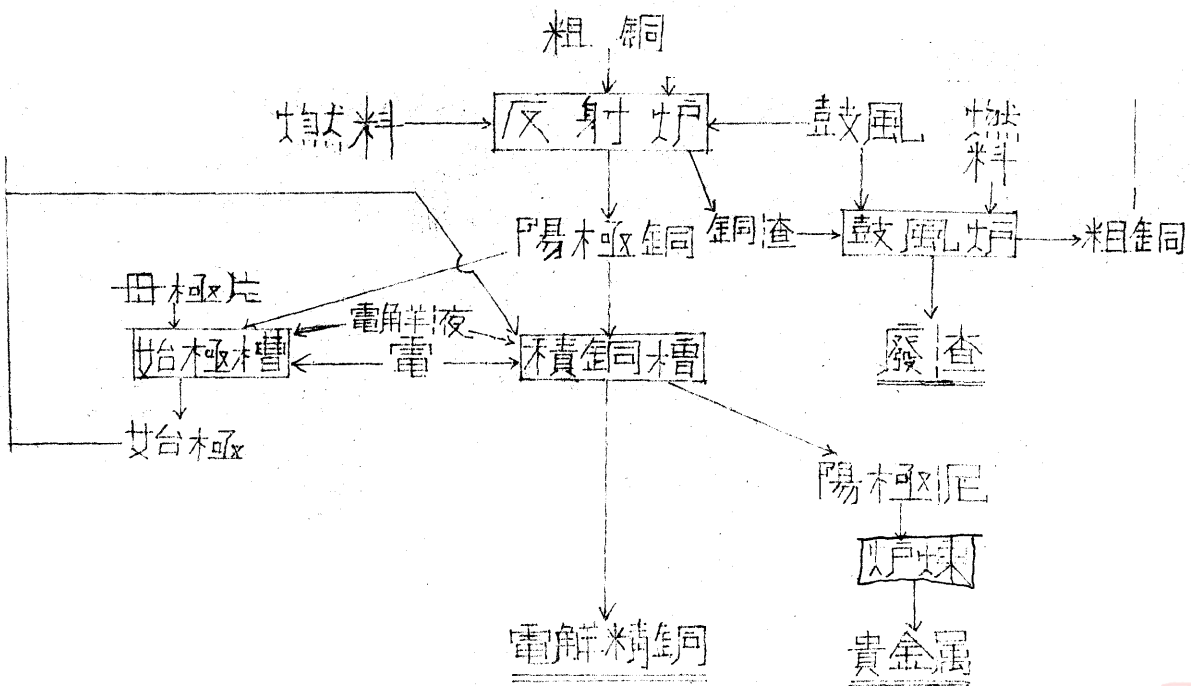 粗銅
燃料 反射炉 鼓風 燃料
陽極銅 銅渣 鼓風炉 粗銅
母極片 電解液
始極槽 電 積銅槽 廢渣
始極
陽極泥
炉煉
電解精銅 貴金属